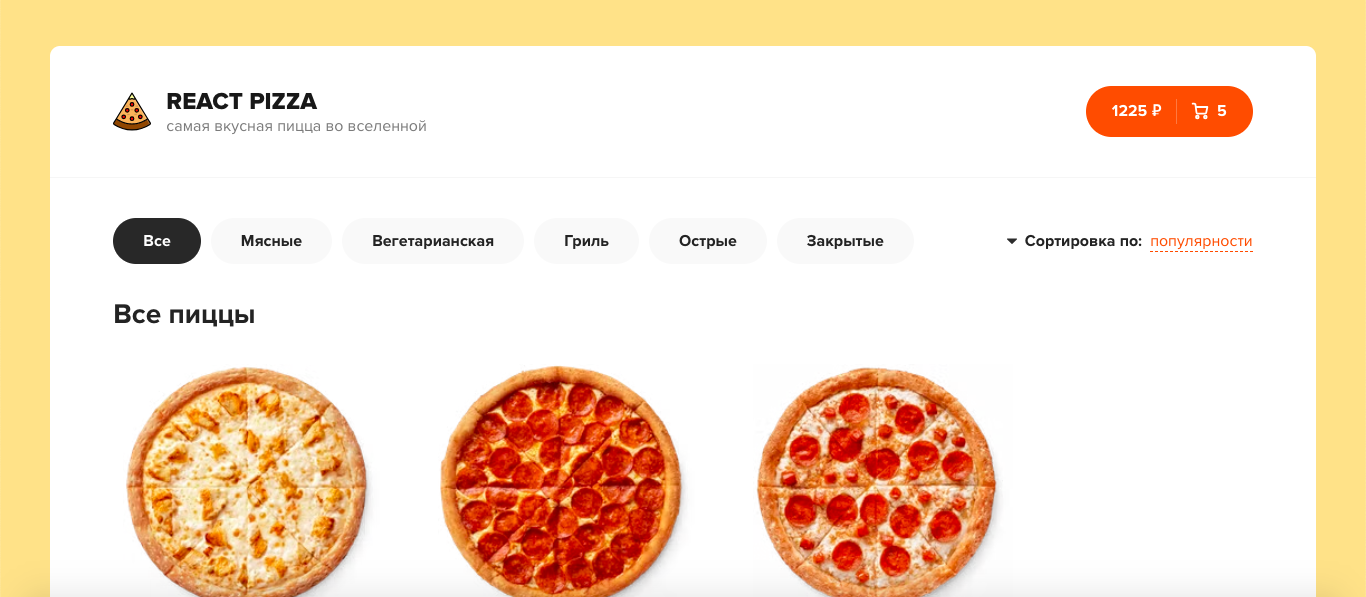 REACT PIZZA
самая вкусная пицца во вселенной
1225 ₽ 5
Все Мясные Вегетарианская Гриль Острые Закрытые Сортировка по: популярности
Все пиццы